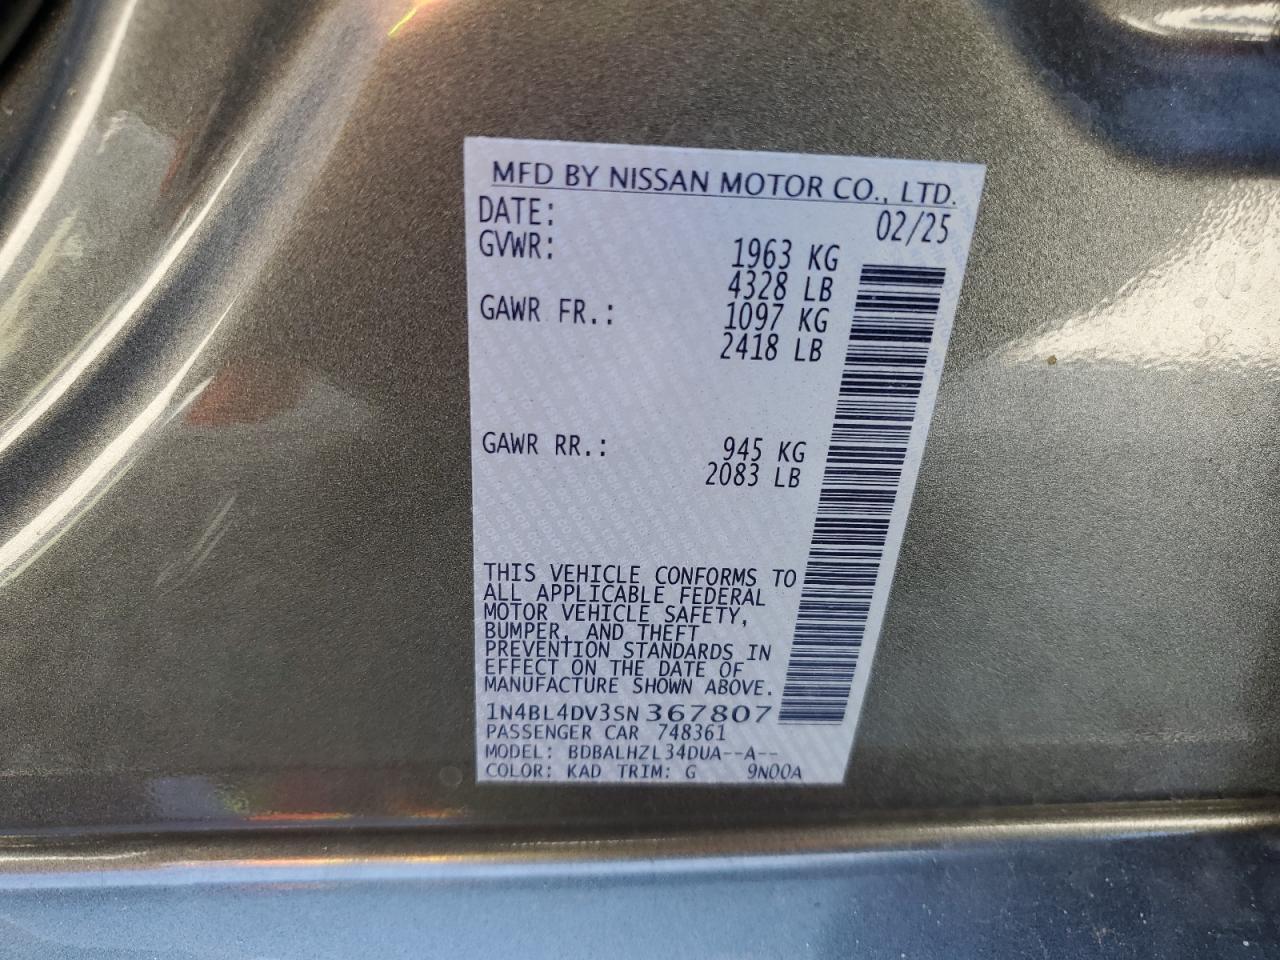 MFD BY NISSAN MOTOR CO., LTD.
DATE: 02/25
GVWR: 1963 KG
4328 LB
GAWR FR.: 1097 KG
2418 LB
GAWR RR.: 945 KG
2083 LB
THIS VEHICLE CONFORMS TO
ALL APPLICABLE FEDERAL
MOTOR VEHICLE SAFETY,
BUMPER, AND THEFT
PREVENTION STANDARDS IN
EFFECT ON THE DATE OF
MANUFACTURE SHOWN ABOVE.
1N4BL4DV3SN367807
PASSENGER CAR 748361
MODEL: BDBALHZL34DUA--A--
COLOR: KAD TRIM: G 9N00A